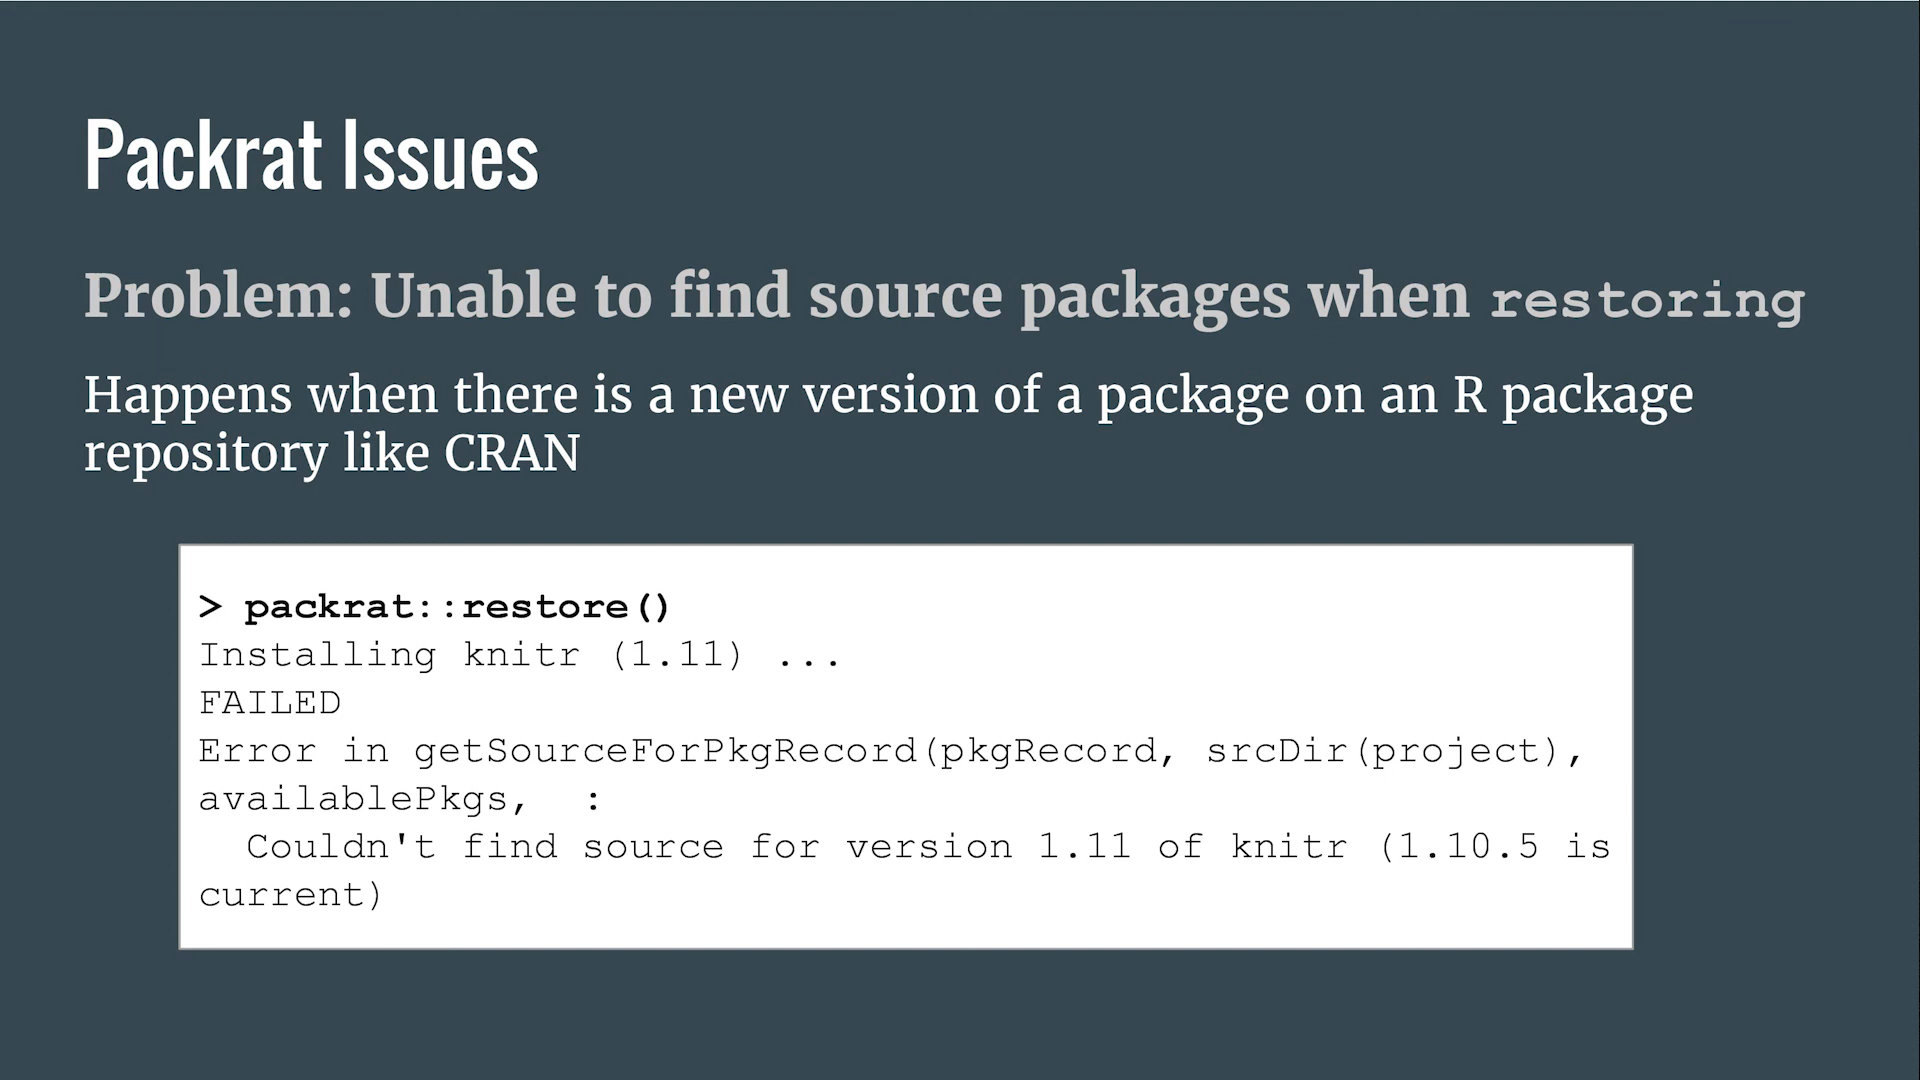 Packrat Issues
Problem: Unable to find source packages when restoring
Happens when there is a new version of a package on an R package
repository like CRAN
> packrat::restore()
Installing knitr (1.11) ...
FAILED
Error in getSourceForPkgRecord(pkgRecord, srcDir(project),
availablePkgs,  :
  Couldn't find source for version 1.11 of knitr (1.10.5 is
current)